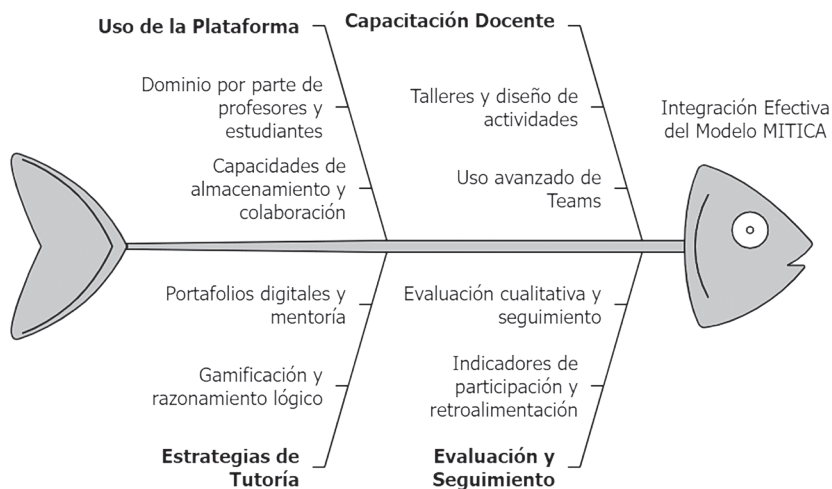 Uso de la Plataforma
Dominio por parte de
profesores y
estudiantes
Capacidades de
almacenamiento y
colaboración
Capacitación Docente
Talleres y diseño de
actividades
Uso avanzado de
Teams
Integración Efectiva
del Modelo MITICA
Portafolios digitales y
mentoría
Gamificación y
razonamiento lógico
Estrategias de
Tutoría
Evaluación cualitativa y
seguimiento
Indicadores de
participación y
retroalimentación
Evaluación y
Seguimiento